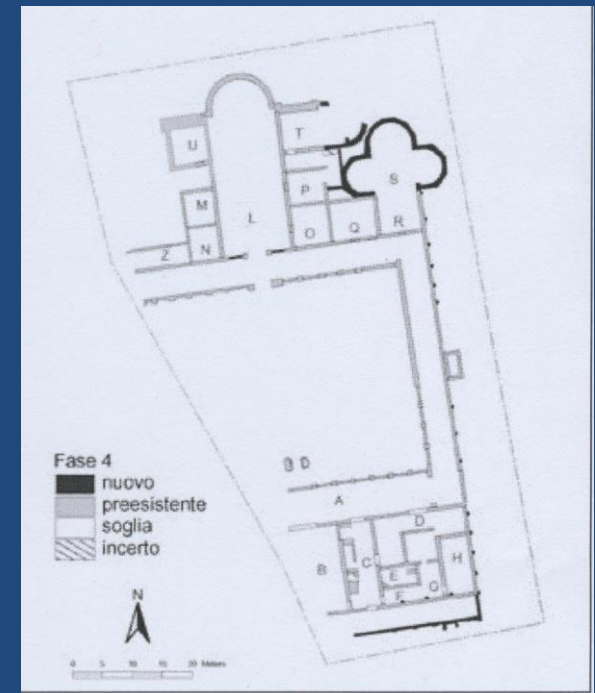 T
U
S
P
M
L
O
Q
R
Z
N
Fase 4
nuovo
preesistente
soglia
incerto
A
D
B
C
H
E
G
F
N
0 5 10 15 20 Meters